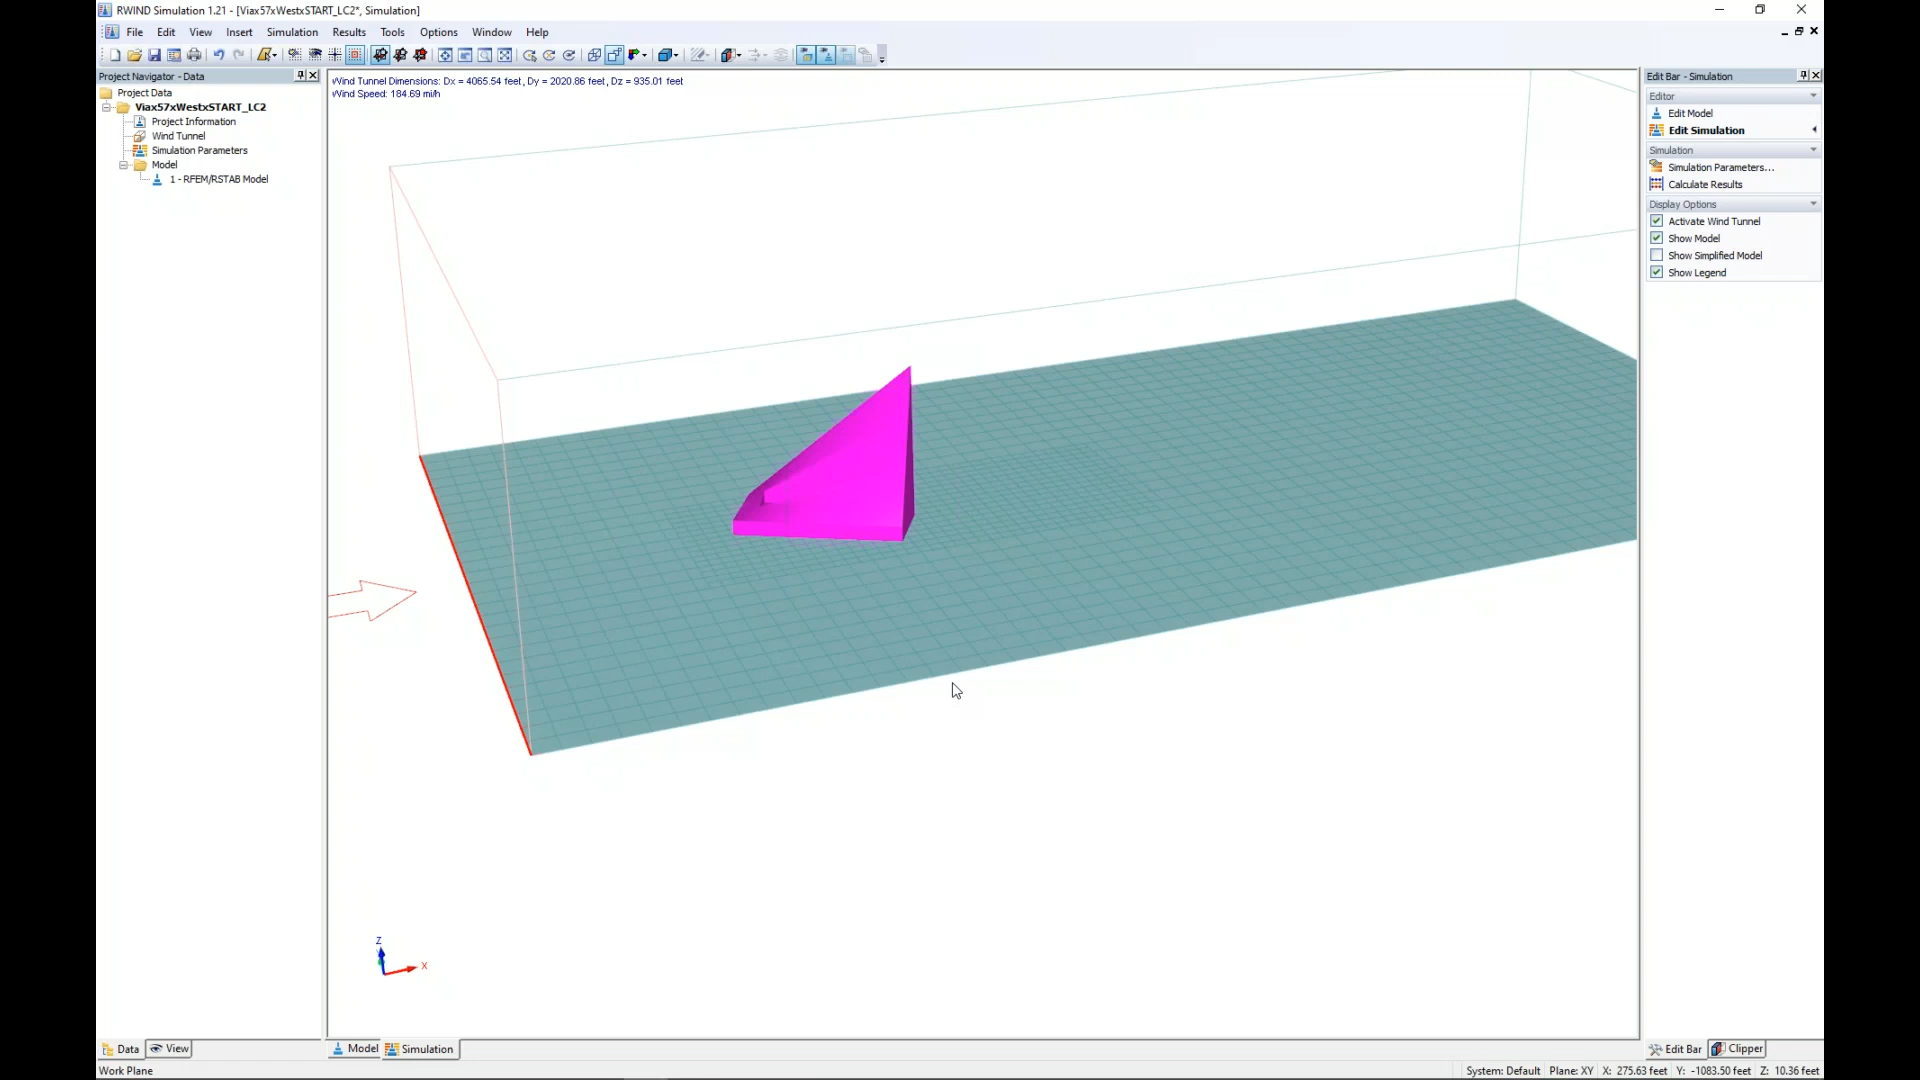 RWIND Simulation 1.21 - [Viax57xWestxSTART_LC2*, Simulation]
File Edit View Insert Simulation Results Tools Options Window Help
Project Navigator - Data
Project Data
Viax57xWestxSTART_LC2
Project Information
Wind Tunnel
Simulation Parameters
Model
1 - RFEM/RSTAB Model
Wind Tunnel Dimensions: Dx = 4065.54 feet, Dy = 2020.86 feet, Dz = 935.01 feet
Wind Speed: 184.69 mi/h
Z
X
Edit Bar - Simulation
Editor
Edit Model
Edit Simulation
Simulation
Simulation Parameters...
Calculate Results
Display Options
Activate Wind Tunnel
Show Model
Show Simplified Model
Show Legend
Data View
Model Simulation
Edit Bar Clipper
Work Plane
System: Default Plane: XY X: 275.63 feet Y: -1083.50 feet Z: 10.36 feet